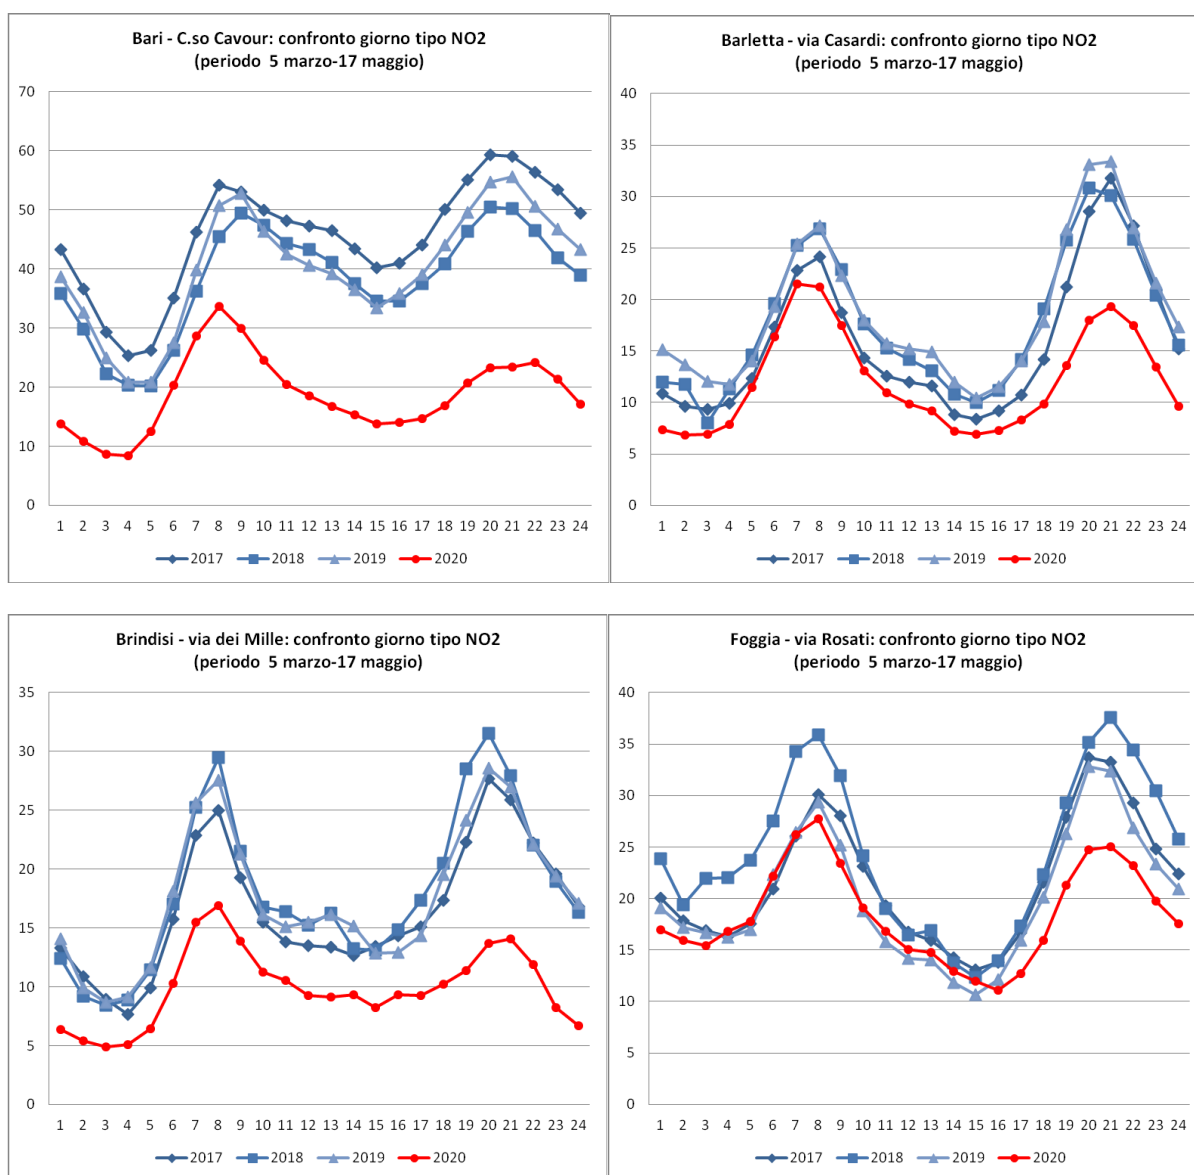 Bari - C.so Cavour: confronto giorno tipo NO2
(periodo 5 marzo-17 maggio)
70
60
50
40
30
20
10
0
1 2 3 4 5 6 7 8 9 10 11 12 13 14 15 16 17 18 19 20 21 22 23 24
2017 2018 2019 2020
Barletta - via Casardi: confronto giorno tipo NO2
(periodo 5 marzo-17 maggio)
40
35
30
25
20
15
10
5
0
1 2 3 4 5 6 7 8 9 10 11 12 13 14 15 16 17 18 19 20 21 22 23 24
2017 2018 2019 2020
Brindisi - via dei Mille: confronto giorno tipo NO2
(periodo 5 marzo-17 maggio)
35
30
25
20
15
10
5
0
1 2 3 4 5 6 7 8 9 10 11 12 13 14 15 16 17 18 19 20 21 22 23 24
2017 2018 2019 2020
Foggia - via Rosati: confronto giorno tipo NO2
(periodo 5 marzo-17 maggio)
40
35
30
25
20
15
10
5
0
1 2 3 4 5 6 7 8 9 10 11 12 13 14 15 16 17 18 19 20 21 22 23 24
2017 2018 2019 2020